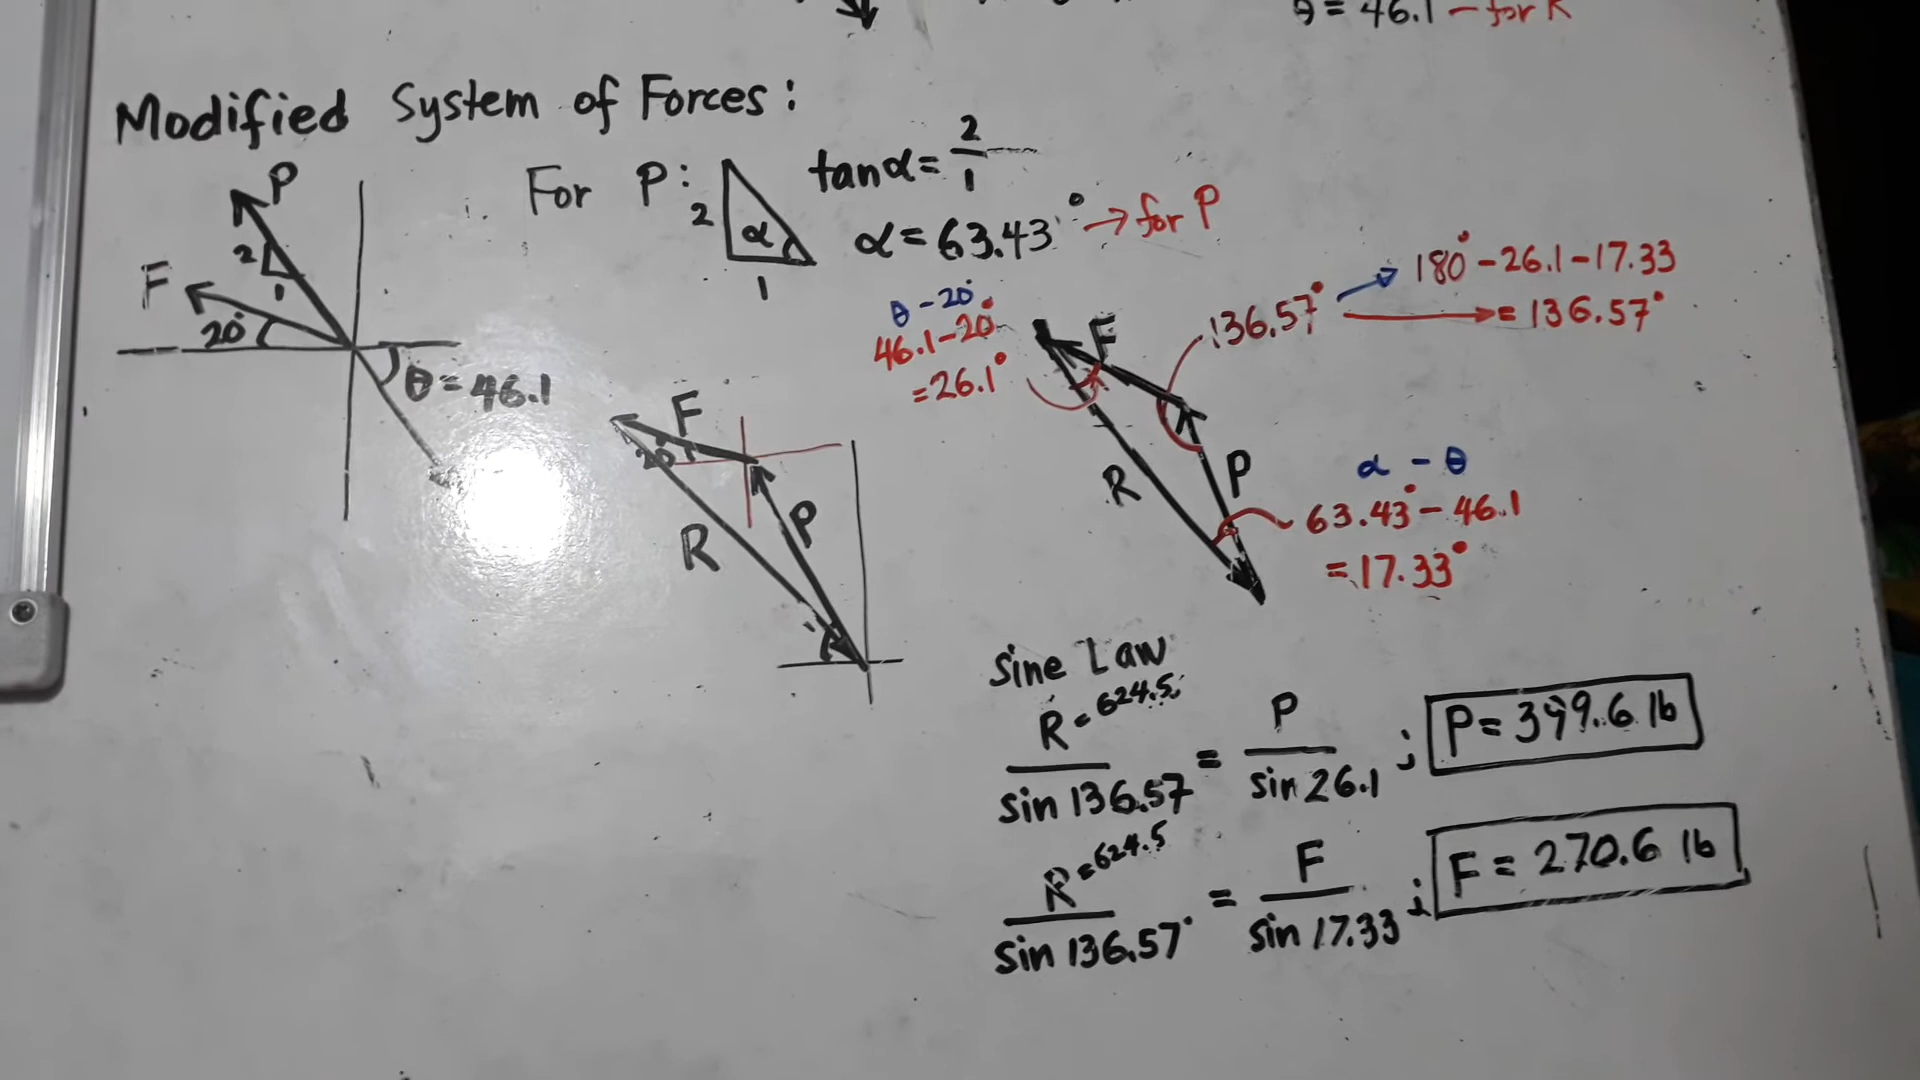 θ = 46.1 - for R
Modified System of Forces:
P
2
1
F
20°
θ = 46.1
For P:
2
α
1
tanα = 2/1
α = 63.43° → for P
θ - 20°
46.1 - 20°
= 26.1°
F
136.57°
180° - 26.1 - 17.33
= 136.57°
R
P
α - θ
63.43° - 46.1
= 17.33°
F
20°
R
P
Sine Law
R = 624.5 / sin 136.57 = P / sin 26.1 ; P = 399.6 lb
R = 624.5 / sin 136.57° = F / sin 17.33 ; F = 270.6 lb